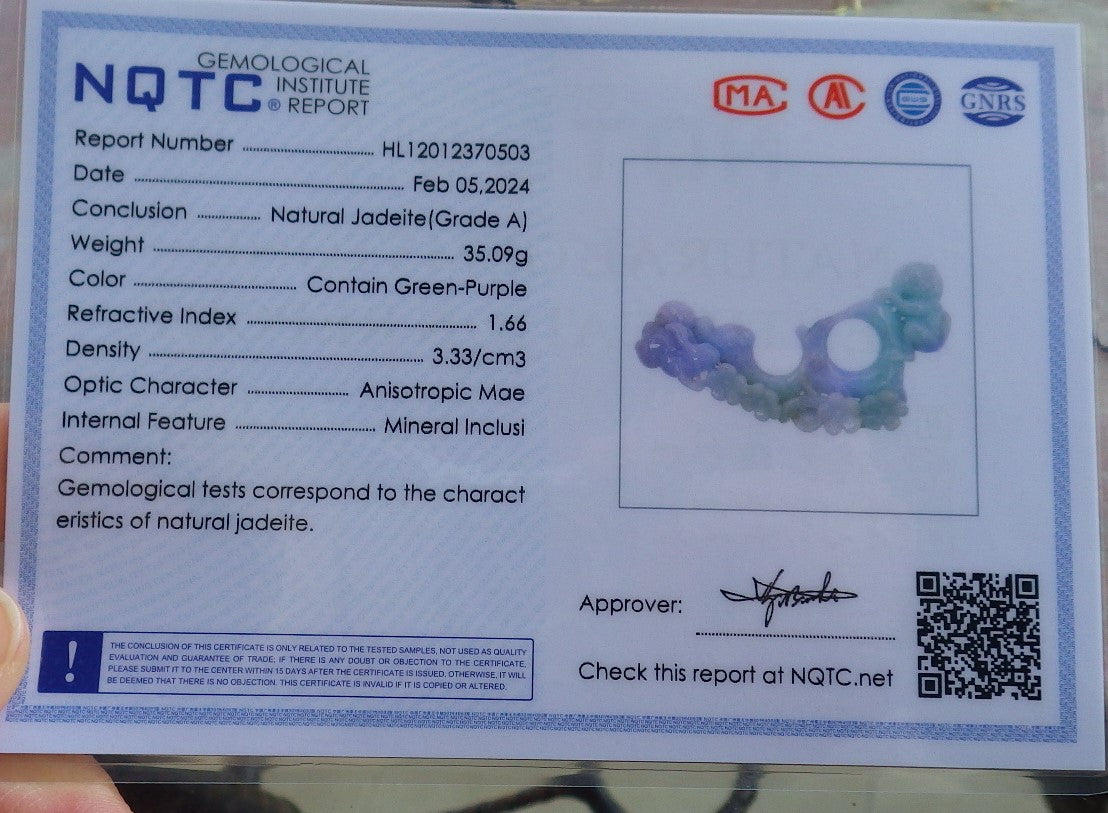 NQTC® GEMOLOGICAL INSTITUTE REPORT
MA
GNRS
Report Number HL12012370503
Date Feb 05,2024
Conclusion Natural Jadeite(Grade A)
Weight 35.09g
Color Contain Green-Purple
Refractive Index 1.66
Density 3.33/cm3
Optic Character Anisotropic Mae
Internal Feature Mineral Inclusi
Comment:
Gemological tests correspond to the charact
eristics of natural jadeite.
Approver:
Check this report at NQTC.net
!
THE CONCLUSION OF THIS CERTIFICATE IS ONLY RELATED TO THE TESTED SAMPLES, NOT USED AS QUALITY
EVALUATION AND GUARANTEE OF TRADE; IF THERE IS ANY DOUBT OR OBJECTION TO THE CERTIFICATE,
PLEASE SUBMIT IT TO THE CENTER WITHIN 15 DAYS AFTER THE CERTIFICATE IS ISSUED. OTHERWISE, IT WILL
BE DEEMED THAT THERE IS NO OBJECTION. THIS CERTIFICATE IS INVALID IF IT IS COPIED OR ALTERED.